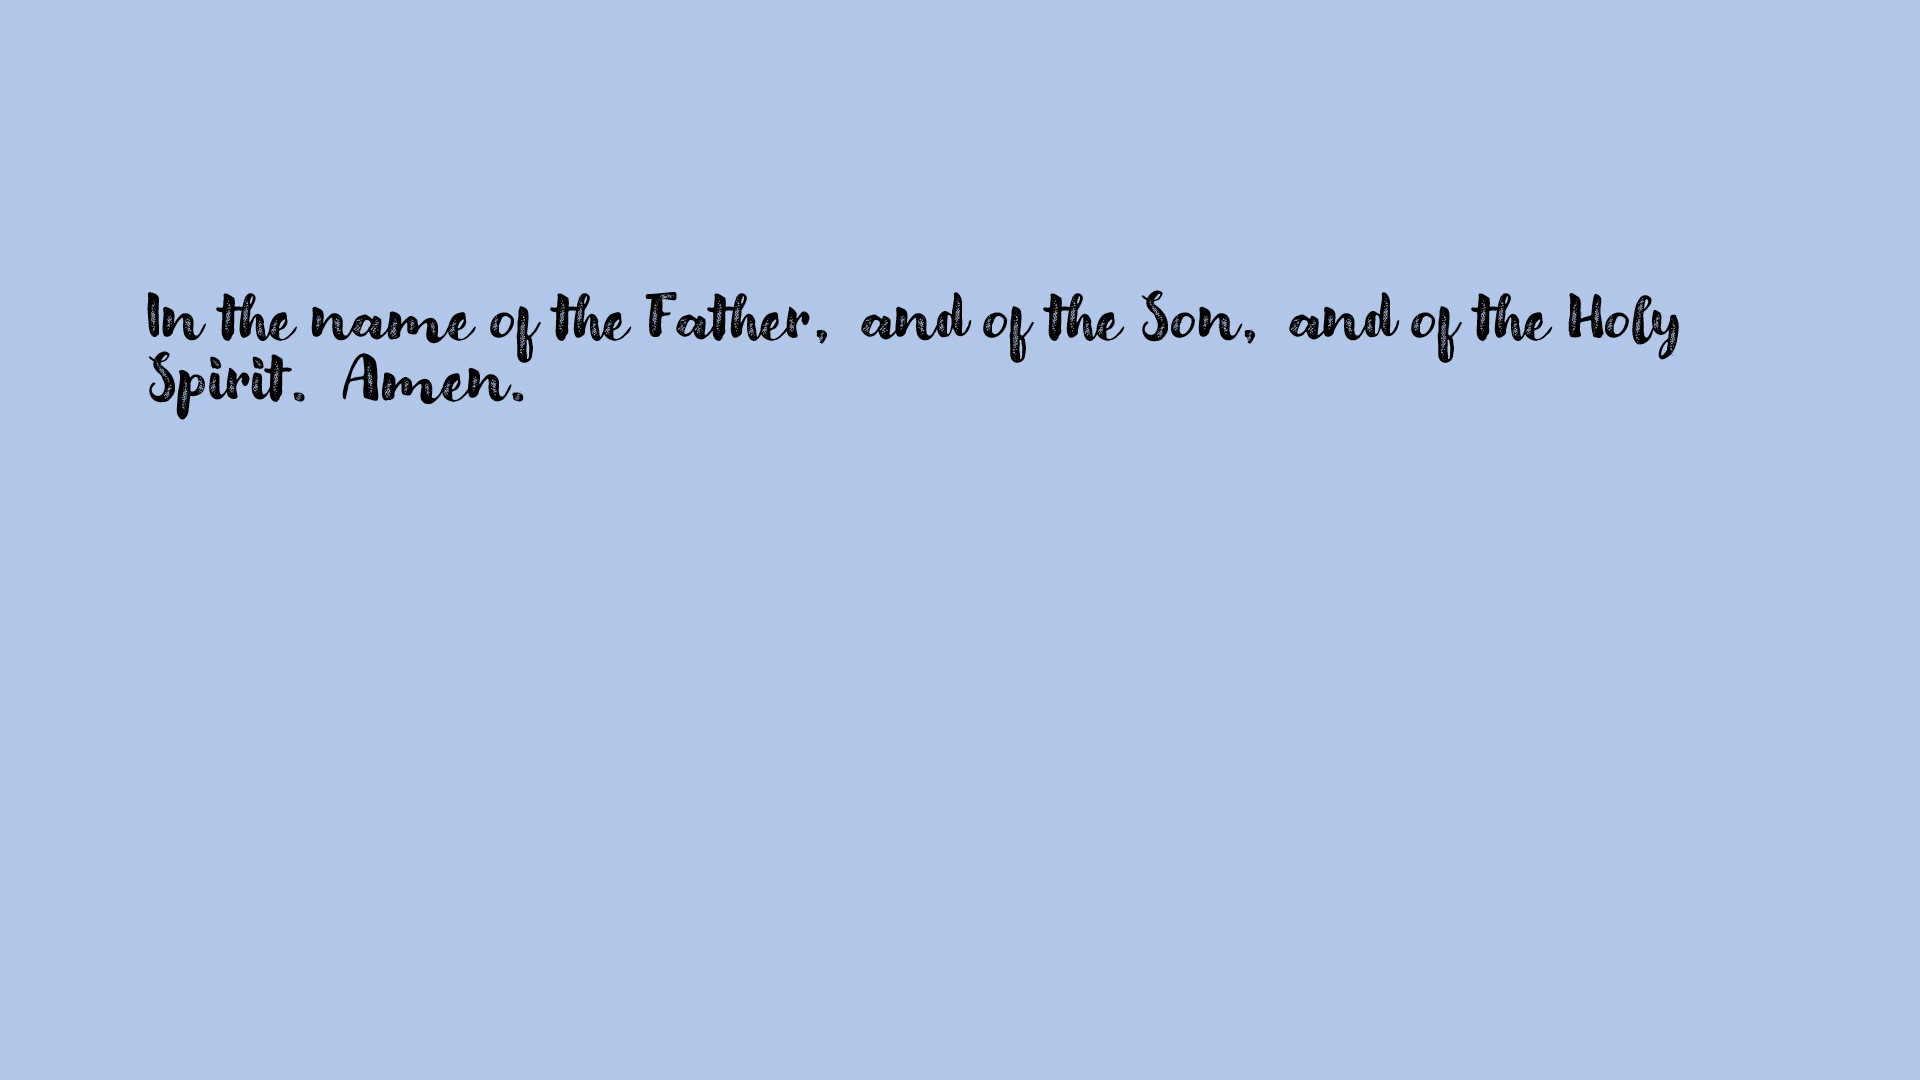 In the name of the Father, and of the Son, and of the Holy
Spirit. Amen.